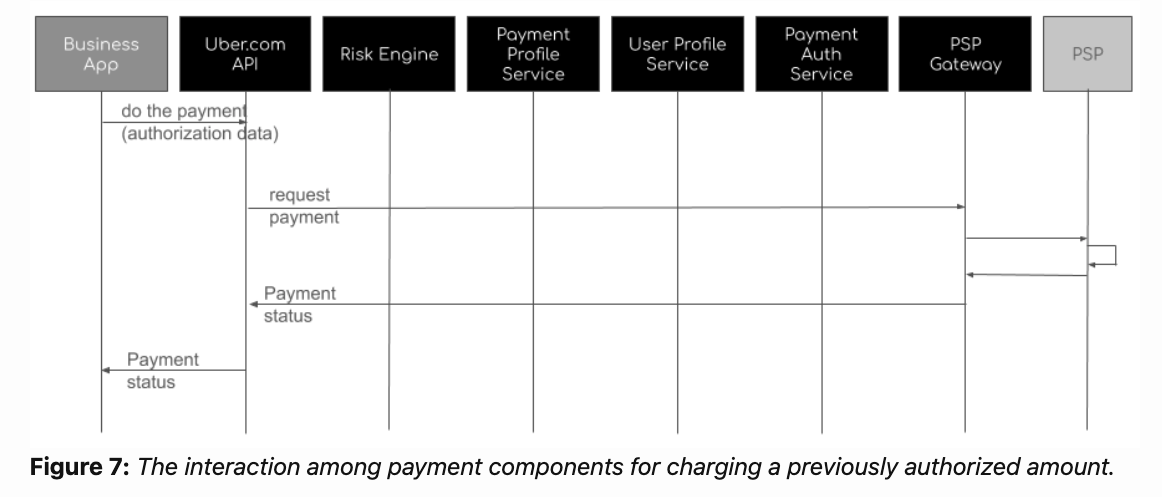 Business
App
Uber.com
API
Risk Engine
Payment
Profile
Service
User Profile
Service
Payment
Auth
Service
PSP
Gateway
PSP
do the payment
(authorization data)
request
payment
Payment
status
Payment
status
Figure 7: The interaction among payment components for charging a previously authorized amount.